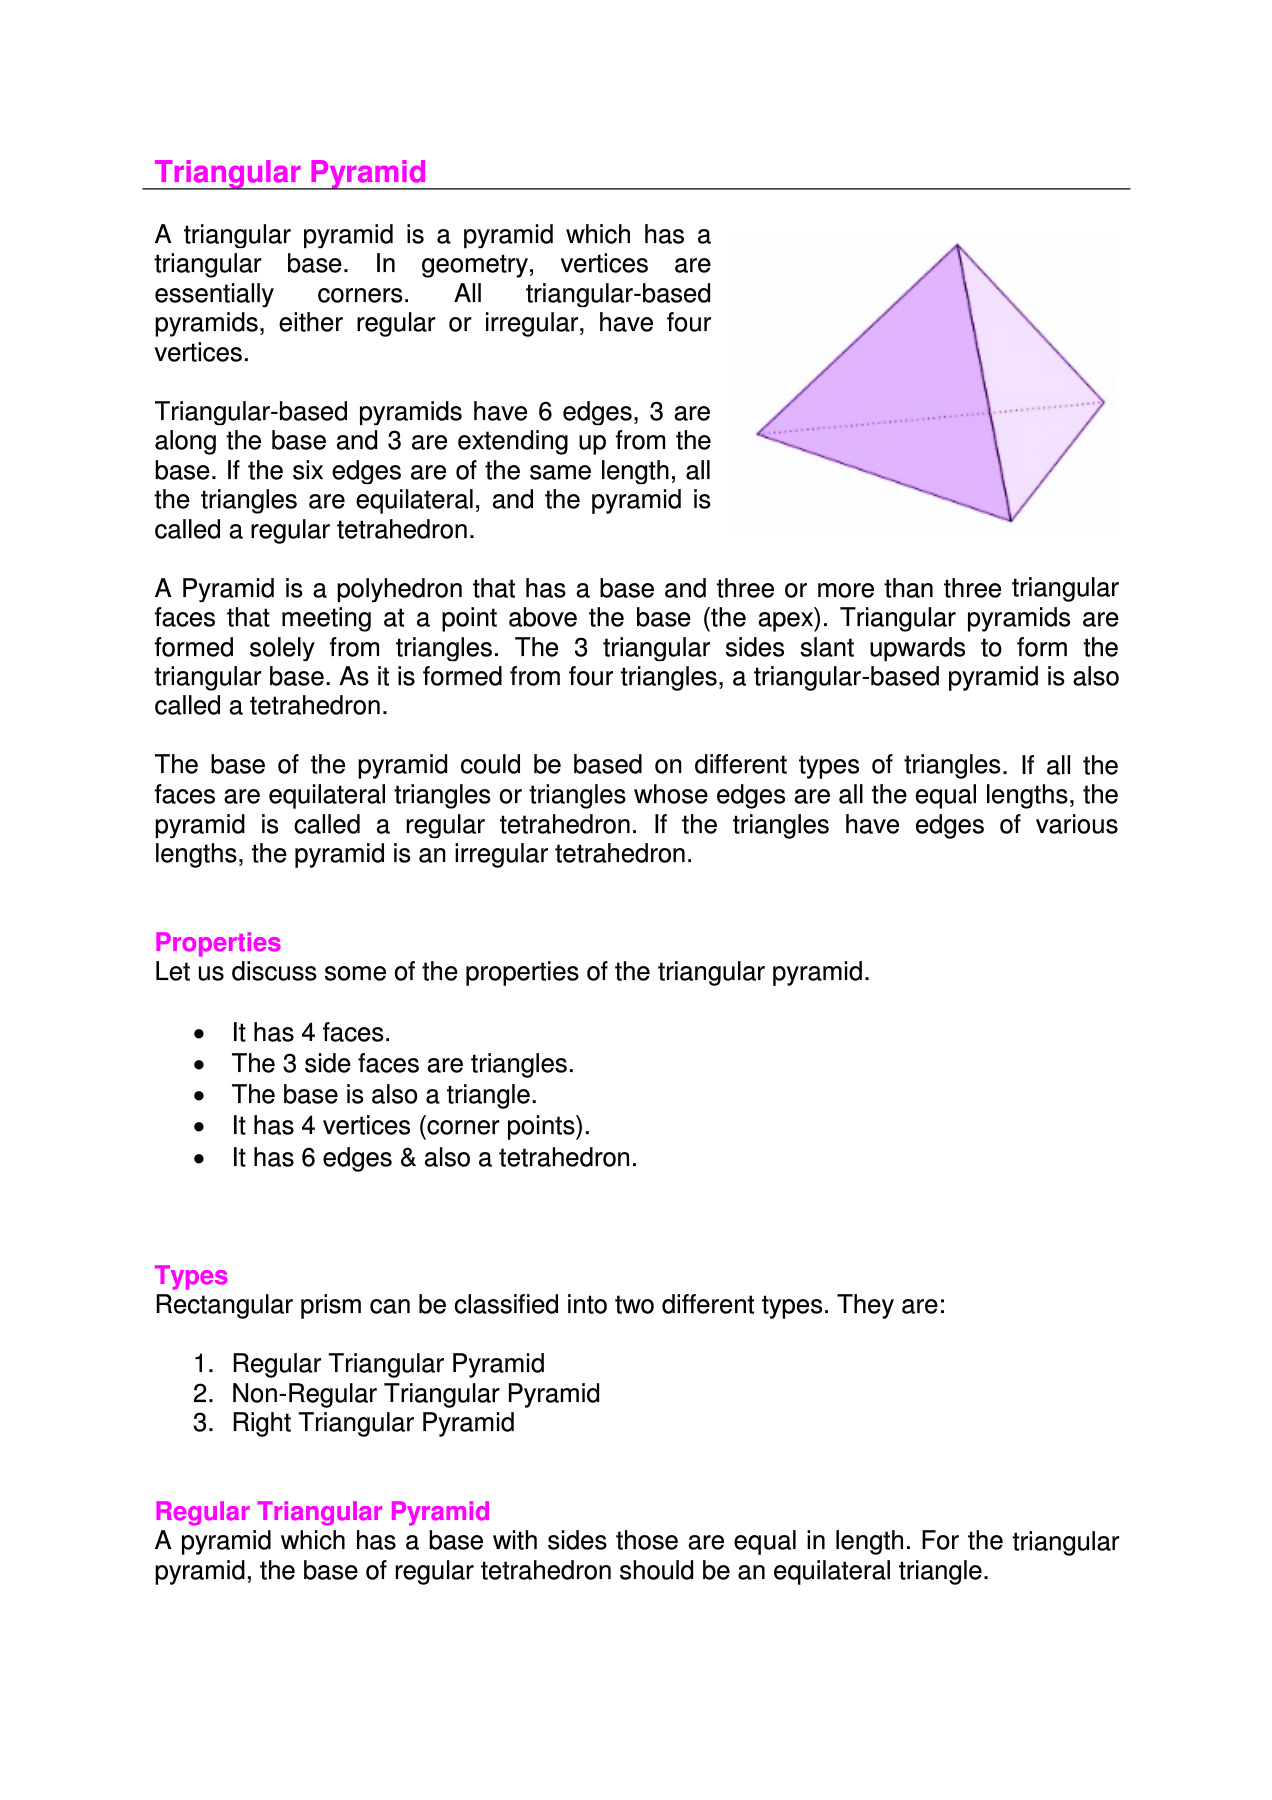 Triangular Pyramid
A triangular pyramid is a pyramid which has a
triangular base. In geometry, vertices are
essentially corners. All triangular-based
pyramids, either regular or irregular, have four
vertices.
Triangular-based pyramids have 6 edges, 3 are
along the base and 3 are extending up from the
base. If the six edges are of the same length, all
the triangles are equilateral, and the pyramid is
called a regular tetrahedron.
A Pyramid is a polyhedron that has a base and three or more than three triangular
faces that meeting at a point above the base (the apex). Triangular pyramids are
formed solely from triangles. The 3 triangular sides slant upwards to form the
triangular base. As it is formed from four triangles, a triangular-based pyramid is also
called a tetrahedron.
The base of the pyramid could be based on different types of triangles. If all the
faces are equilateral triangles or triangles whose edges are all the equal lengths, the
pyramid is called a regular tetrahedron. If the triangles have edges of various
lengths, the pyramid is an irregular tetrahedron.
Properties
Let us discuss some of the properties of the triangular pyramid.
• It has 4 faces.
• The 3 side faces are triangles.
• The base is also a triangle.
• It has 4 vertices (corner points).
• It has 6 edges & also a tetrahedron.
Types
Rectangular prism can be classified into two different types. They are:
1. Regular Triangular Pyramid
2. Non-Regular Triangular Pyramid
3. Right Triangular Pyramid
Regular Triangular Pyramid
A pyramid which has a base with sides those are equal in length. For the triangular
pyramid, the base of regular tetrahedron should be an equilateral triangle.